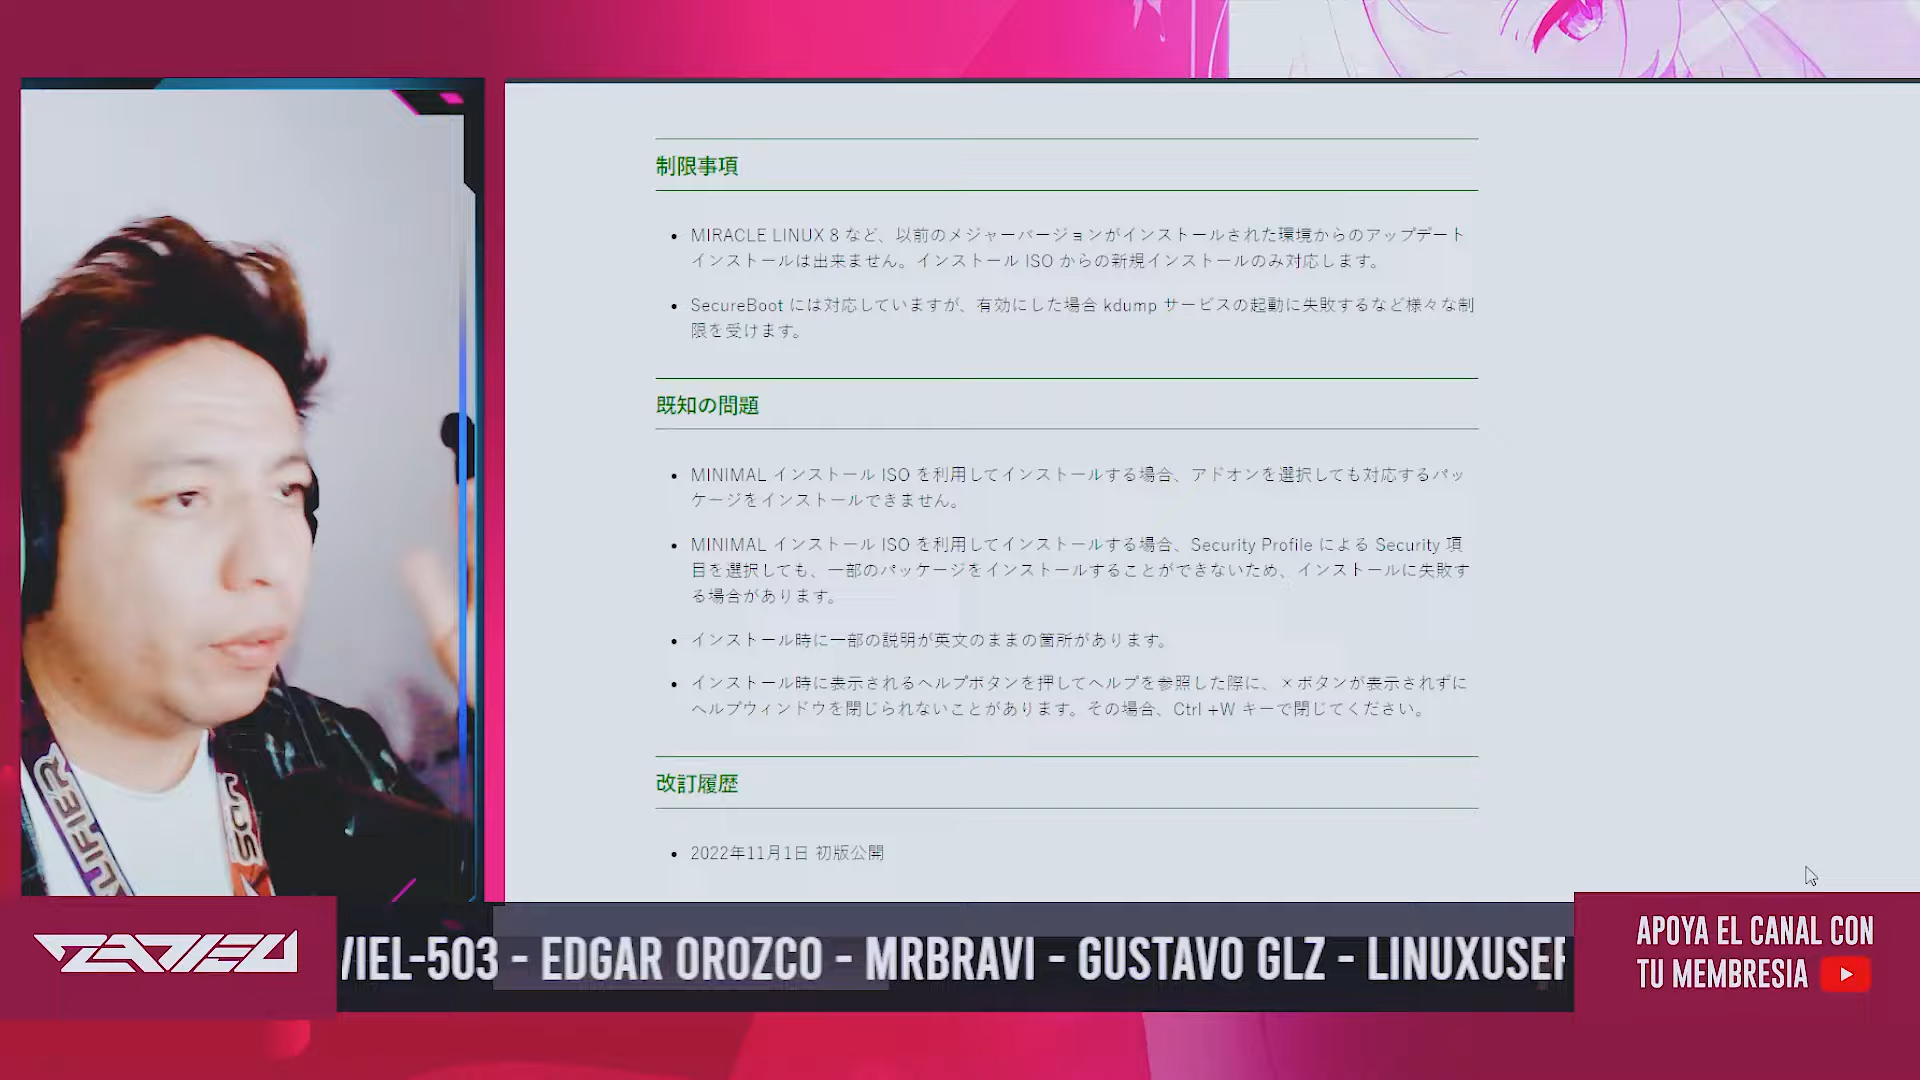 制限事項
MIRACLE LINUX 8 など、以前のメジャーバージョンがインストールされた環境からのアップデート
インストールは出来ません。インストール ISO からの新規インストールのみ対応します。
SecureBoot には対応していますが、有効にした場合 kdump サービスの起動に失敗するなど様々な制
限を受けます。
既知の問題
MINIMAL インストール ISO を利用してインストールする場合、アドオンを選択しても対応するパッ
ケージをインストールできません。
MINIMAL インストール ISO を利用してインストールする場合、Security Profile による Security 項
目を選択しても、一部のパッケージをインストールすることができないため、インストールに失敗す
る場合があります。
インストール時に一部の説明が英文のままの箇所があります。
インストール時に表示されるヘルプボタンを押してヘルプを参照した際に、×ボタンが表示されずに
ヘルプウィンドウを閉じられないことがあります。その場合、Ctrl +W キーで閉じてください。
改訂履歴
2022年11月1日 初版公開
/IEL-503 - EDGAR OROZCO - MRBRAVI - GUSTAVO GLZ - LINUXUSER
APOYA EL CANAL CON
TU MEMBRESIA